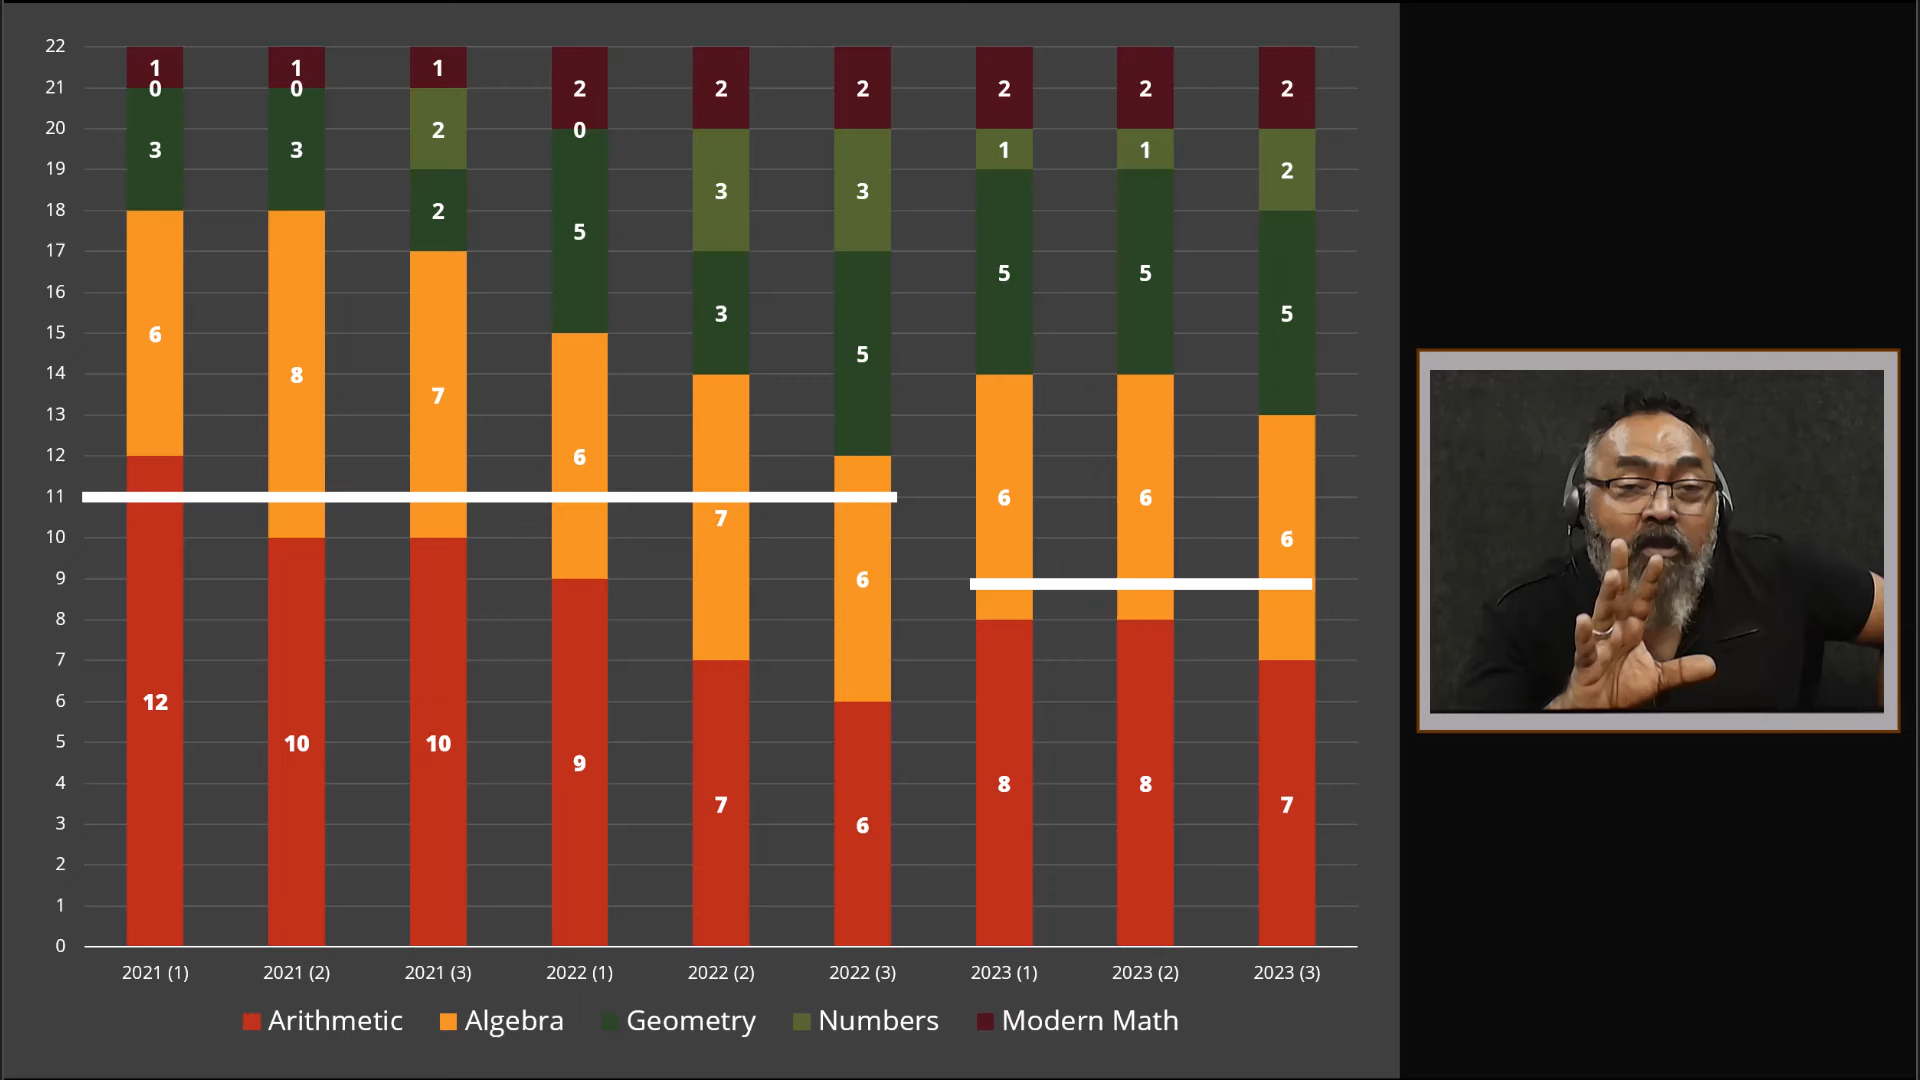 22 1 1 1 2 2 2 2 2 2
21 0 0
20 2 0 1 1
19 3 3 3 3 2
18 2
17 5
16 5 5
15 6 3 5
14 8 5
13 7
12 6
11 7 6 6
10 6
9 6
8
7
6 12
5 10 10
4 9 8 8
3 7 6 7
2
1
0
2021 (1) 2021 (2) 2021 (3) 2022 (1) 2022 (2) 2022 (3) 2023 (1) 2023 (2) 2023 (3)
Arithmetic Algebra Geometry Numbers Modern Math